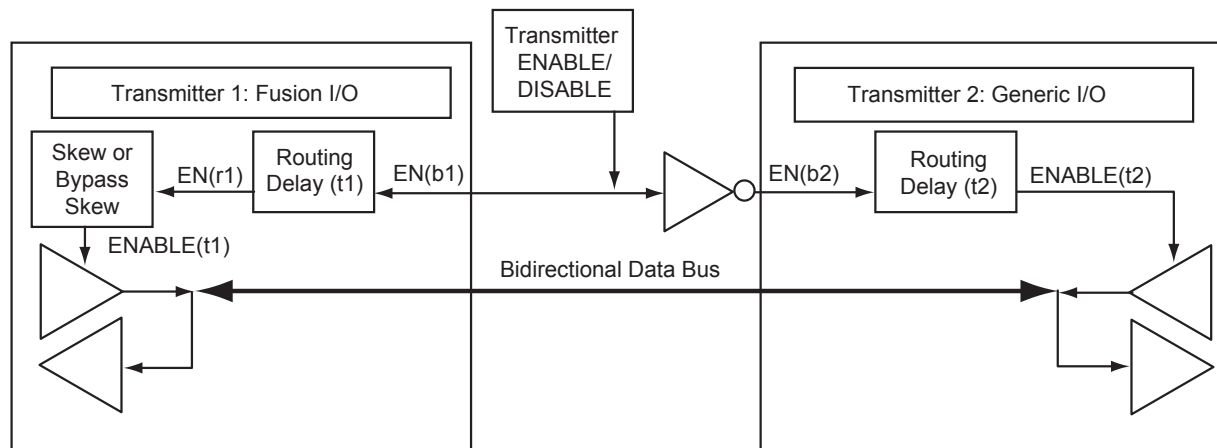 Transmitter
ENABLE/
DISABLE
Transmitter 1: Fusion I/O
Transmitter 2: Generic I/O
Skew or
Bypass
Skew
EN(r1)
Routing
Delay (t1)
EN(b1)
EN(b2)
Routing
Delay (t2)
ENABLE(t2)
ENABLE(t1)
Bidirectional Data Bus